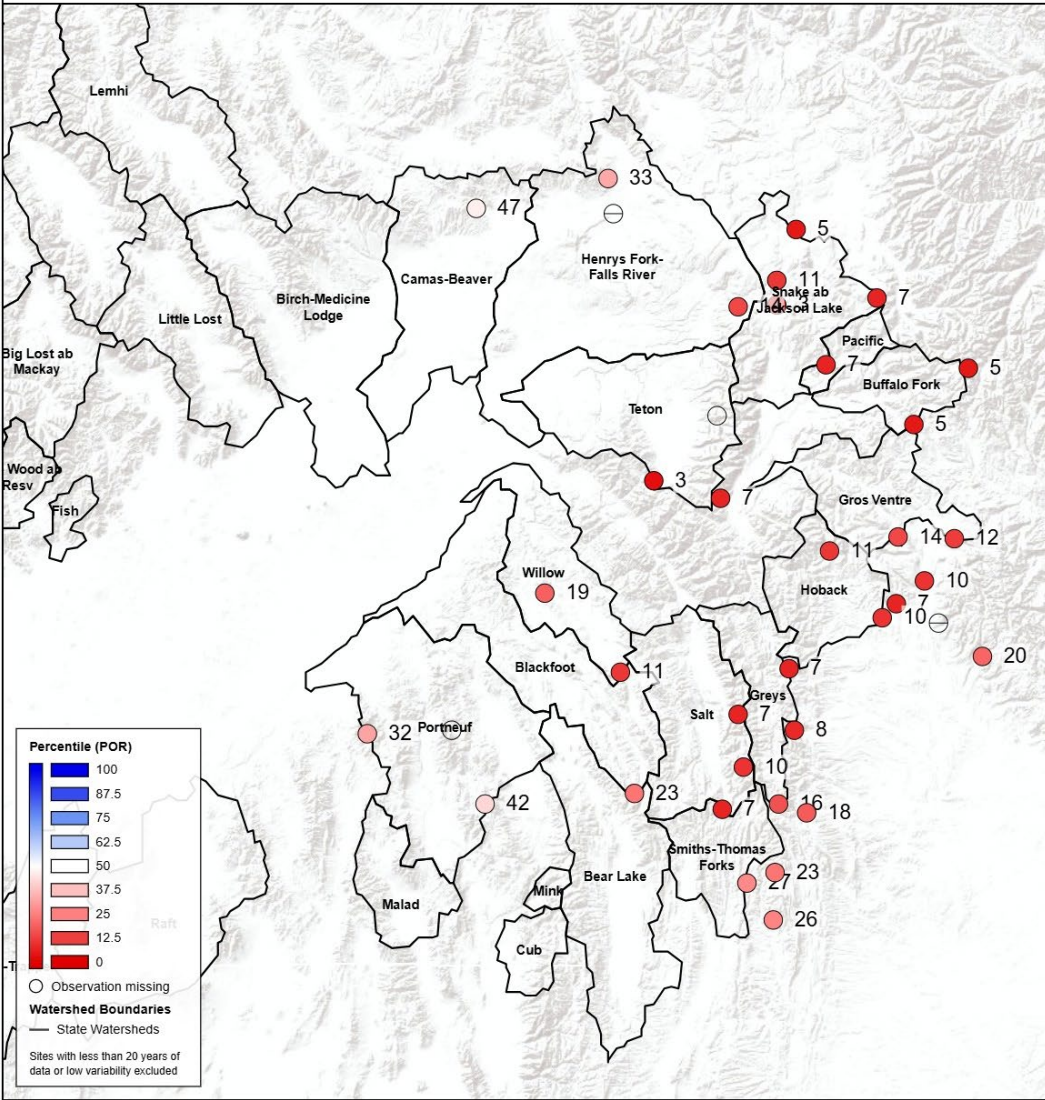 Lemhi
33
47
Henrys Fork-
Falls River
5
Camas-Beaver
11
Birch-Medicine
Lodge
Snake ab
Jackson Lake
7
14
Little Lost
Pacific
Big Lost ab
Mackay
7
5
Buffalo Fork
Teton
5
Wood ab
Resv
3
7
Gros Ventre
Fish
14
12
11
Willow
10
19
Hoback
7
10
20
Blackfoot
11
7
Greys
Salt
7
Portneuf
32
8
10
23
42
7
16
18
Smiths-Thomas
Forks
23
Bear Lake
27
Mink
Malad
26
Raft
Cub
Percentile (POR)
100
87.5
75
62.5
50
37.5
25
12.5
0
Observation missing
Watershed Boundaries
State Watersheds
Sites with less than 20 years of
data or low variability excluded